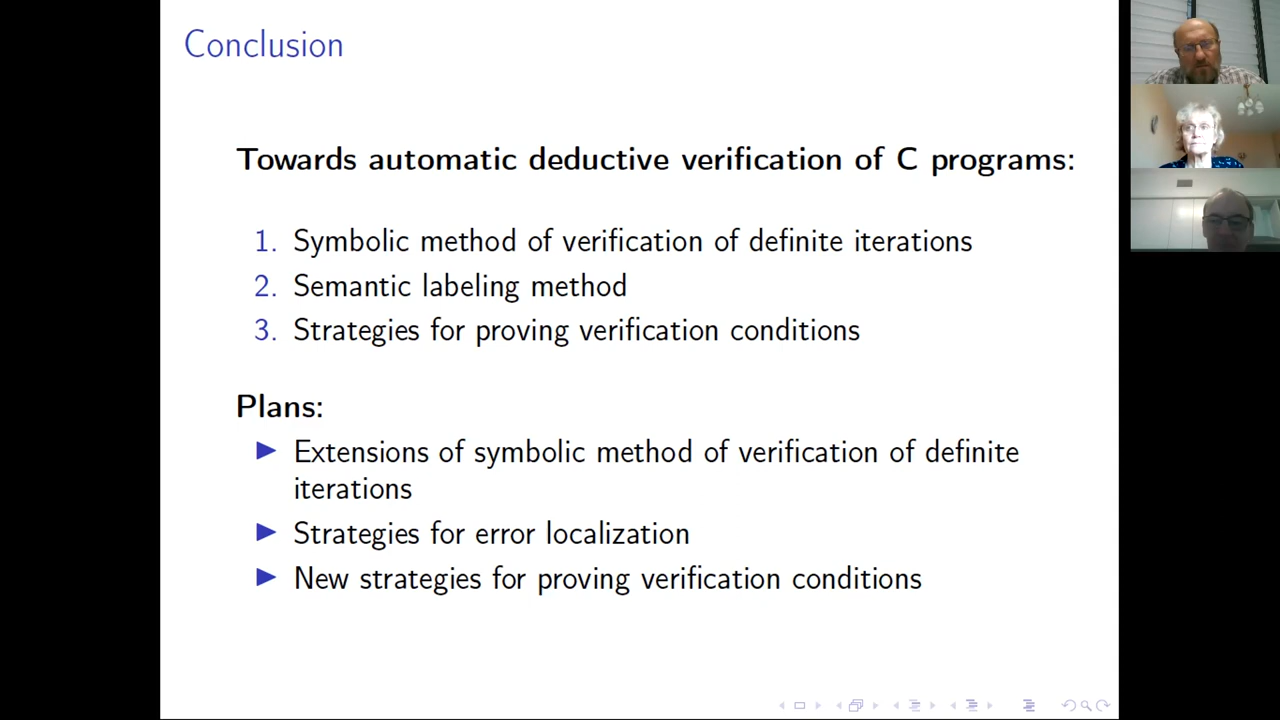 Conclusion
Towards automatic deductive verification of C programs:
1. Symbolic method of verification of definite iterations
2. Semantic labeling method
3. Strategies for proving verification conditions
Plans:
▶ Extensions of symbolic method of verification of definite
iterations
▶ Strategies for error localization
▶ New strategies for proving verification conditions